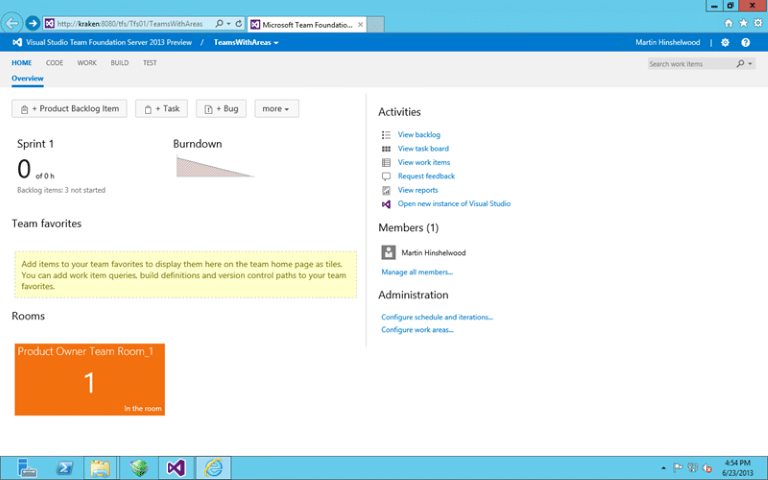 http://kraken:8080/tfs/Tfs01/TeamsWithAreas
Microsoft Team Foundatio...
Visual Studio Team Foundation Server 2013 Preview / TeamsWithAreas
Martin Hinshelwood
HOME CODE WORK BUILD TEST
Search work items
Overview
+ Product Backlog Item
+ Task
+ Bug
more
Sprint 1
0 of 0 h
Backlog items: 3 not started
Burndown
Team favorites
Add items to your team favorites to display them here on the team home page as tiles.
You can add work item queries, build definitions and version control paths to your team
favorites.
Rooms
Product Owner Team Room_1
1
In the room
Activities
View backlog
View task board
View work items
Request feedback
View reports
Open new instance of Visual Studio
Members (1)
Martin Hinshelwood
Manage all members...
Administration
Configure schedule and iterations...
Configure work areas...
4:54 PM
6/23/2013